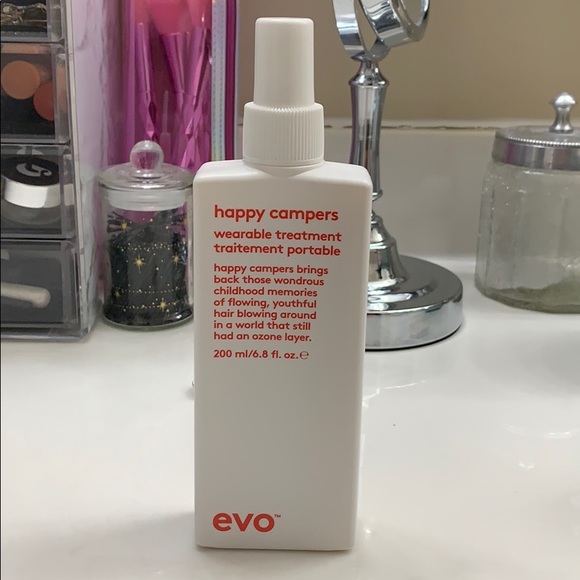 happy campers
wearable treatment
traitement portable
happy campers brings
back those wondrous
childhood memories
of flowing, youthful
hair blowing around
in a world that still
had an ozone layer.
200 ml/6.8 fl. oz.℮
evo™